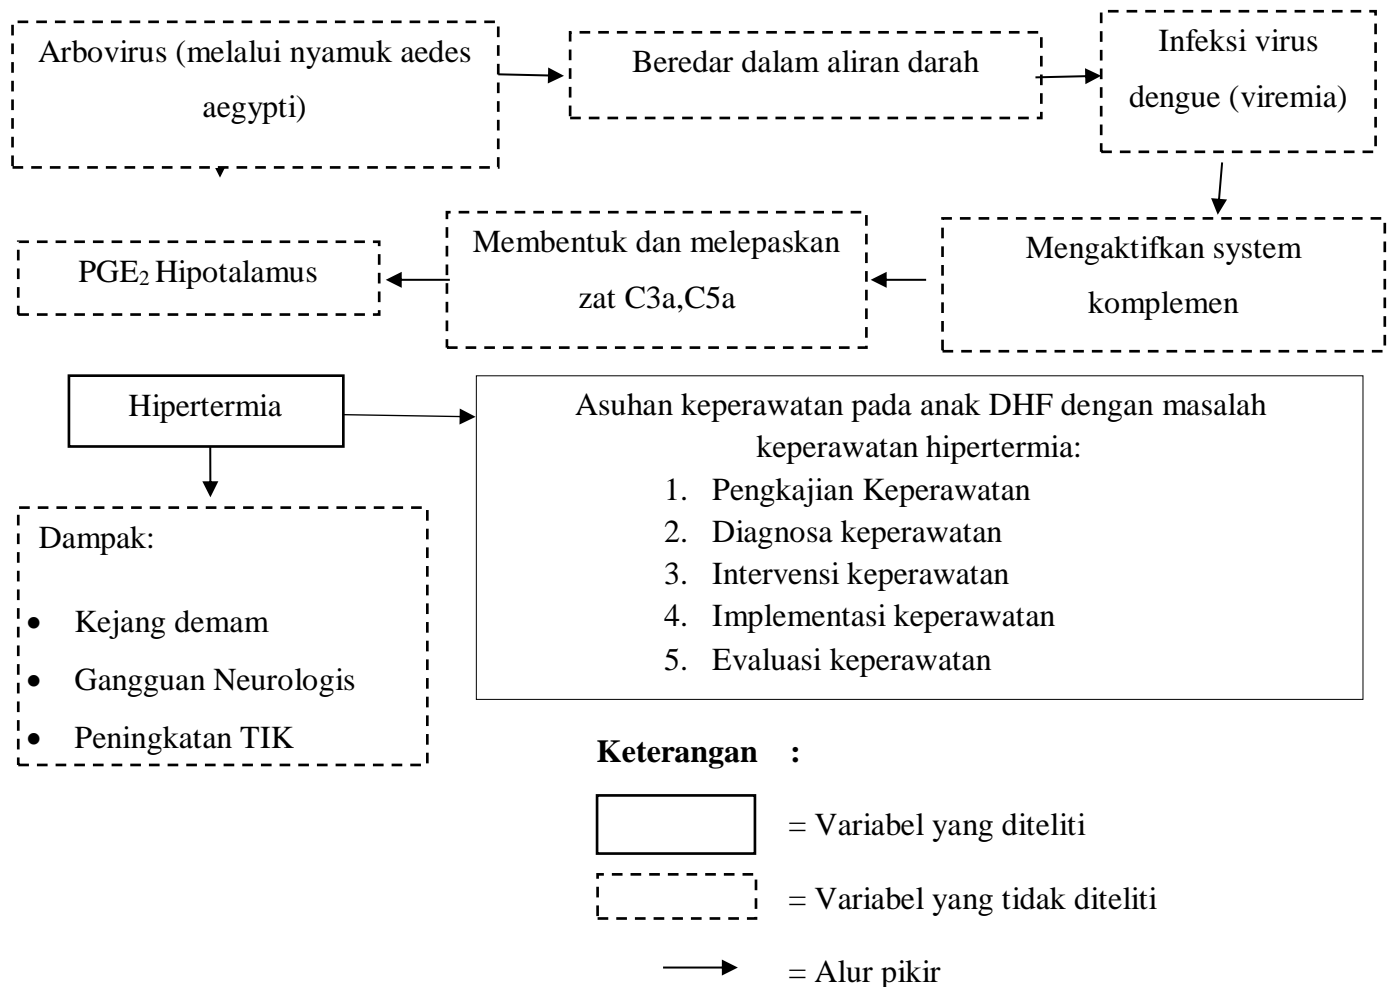 Arbovirus (melalui nyamuk aedes
aegypti)
Beredar dalam aliran darah
Infeksi virus
dengue (viremia)
Mengaktifkan system
komplemen
Membentuk dan melepaskan
zat C3a,C5a
PGE₂ Hipotalamus
Hipertermia
Asuhan keperawatan pada anak DHF dengan masalah
keperawatan hipertermia:
1. Pengkajian Keperawatan
2. Diagnosa keperawatan
3. Intervensi keperawatan
4. Implementasi keperawatan
5. Evaluasi keperawatan
Dampak:
• Kejang demam
• Gangguan Neurologis
• Peningkatan TIK
Keterangan :
= Variabel yang diteliti
= Variabel yang tidak diteliti
= Alur pikir